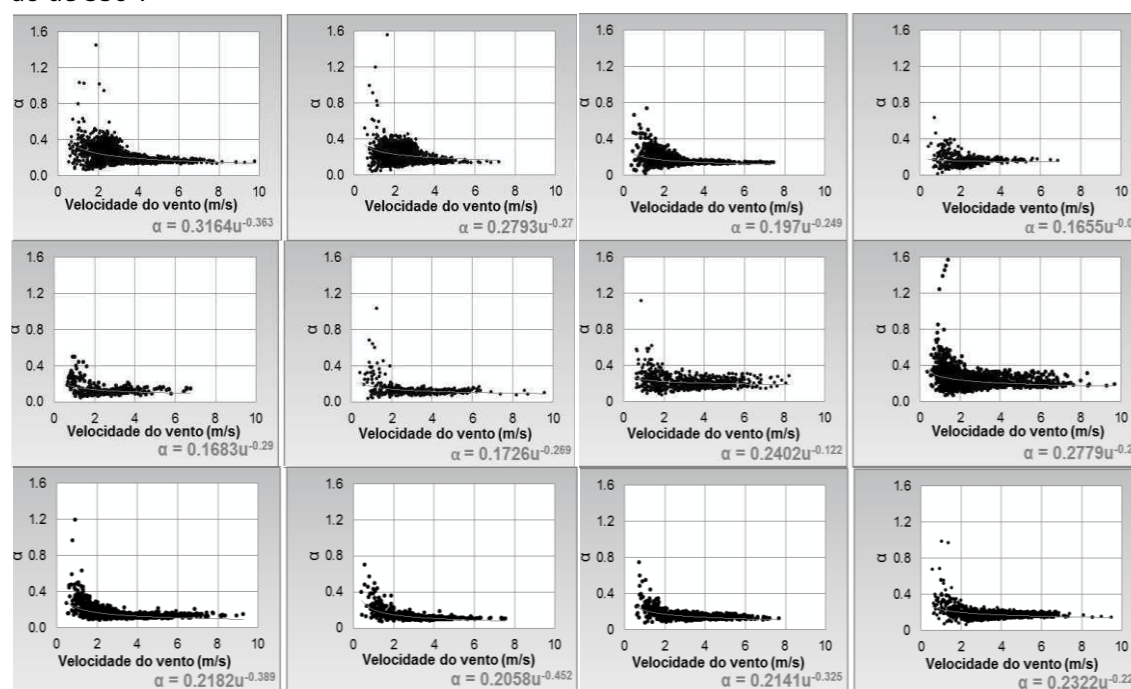 1.6
1.2
0.8
0.4
0.0
α
0 2 4 6 8 10
Velocidade do vento (m/s)
α = 0.3164u-0.363
1.6
1.2
0.8
0.4
0.0
α
0 2 4 6 8 10
Velocidade do vento (m/s)
α = 0.2793u-0.27
1.6
1.2
0.8
0.4
0.0
α
0 2 4 6 8 10
Velocidade do vento (m/s)
α = 0.197u-0.249
1.6
1.2
0.8
0.4
0.0
α
0 2 4 6 8 10
Velocidade vento (m/s)
α = 0.1655u-0.0
1.6
1.2
0.8
0.4
0.0
α
0 2 4 6 8 10
Velocidade do vento (m/s)
α = 0.1683u-0.29
1.6
1.2
0.8
0.4
0.0
α
0 2 4 6 8 10
Velocidade do vento (m/s)
α = 0.1726u-0.269
1.6
1.2
0.8
0.4
0.0
α
0 2 4 6 8 10
Velocidade do vento (m/s)
α = 0.2402u-0.122
1.6
1.2
0.8
0.4
0.0
α
0 2 4 6 8 10
Velocidade do vento (m/s)
α = 0.2779u-0.2
1.6
1.2
0.8
0.4
0.0
α
0 2 4 6 8 10
Velocidade do vento (m/s)
α = 0.2182u-0.389
1.6
1.2
0.8
0.4
0
α
0 2 4 6 8 10
Velocidade do vento (m/s)
α = 0.2058u-0.452
1.6
1.2
0.8
0.4
0
α
0 2 4 6 8 10
Velocidade do vento (m/s)
α = 0.2141u-0.325
1.6
1.2
0.8
0.4
0
α
0 2 4 6 8 10
Velocidade do vento (m/s)
α = 0.2322u-0.22